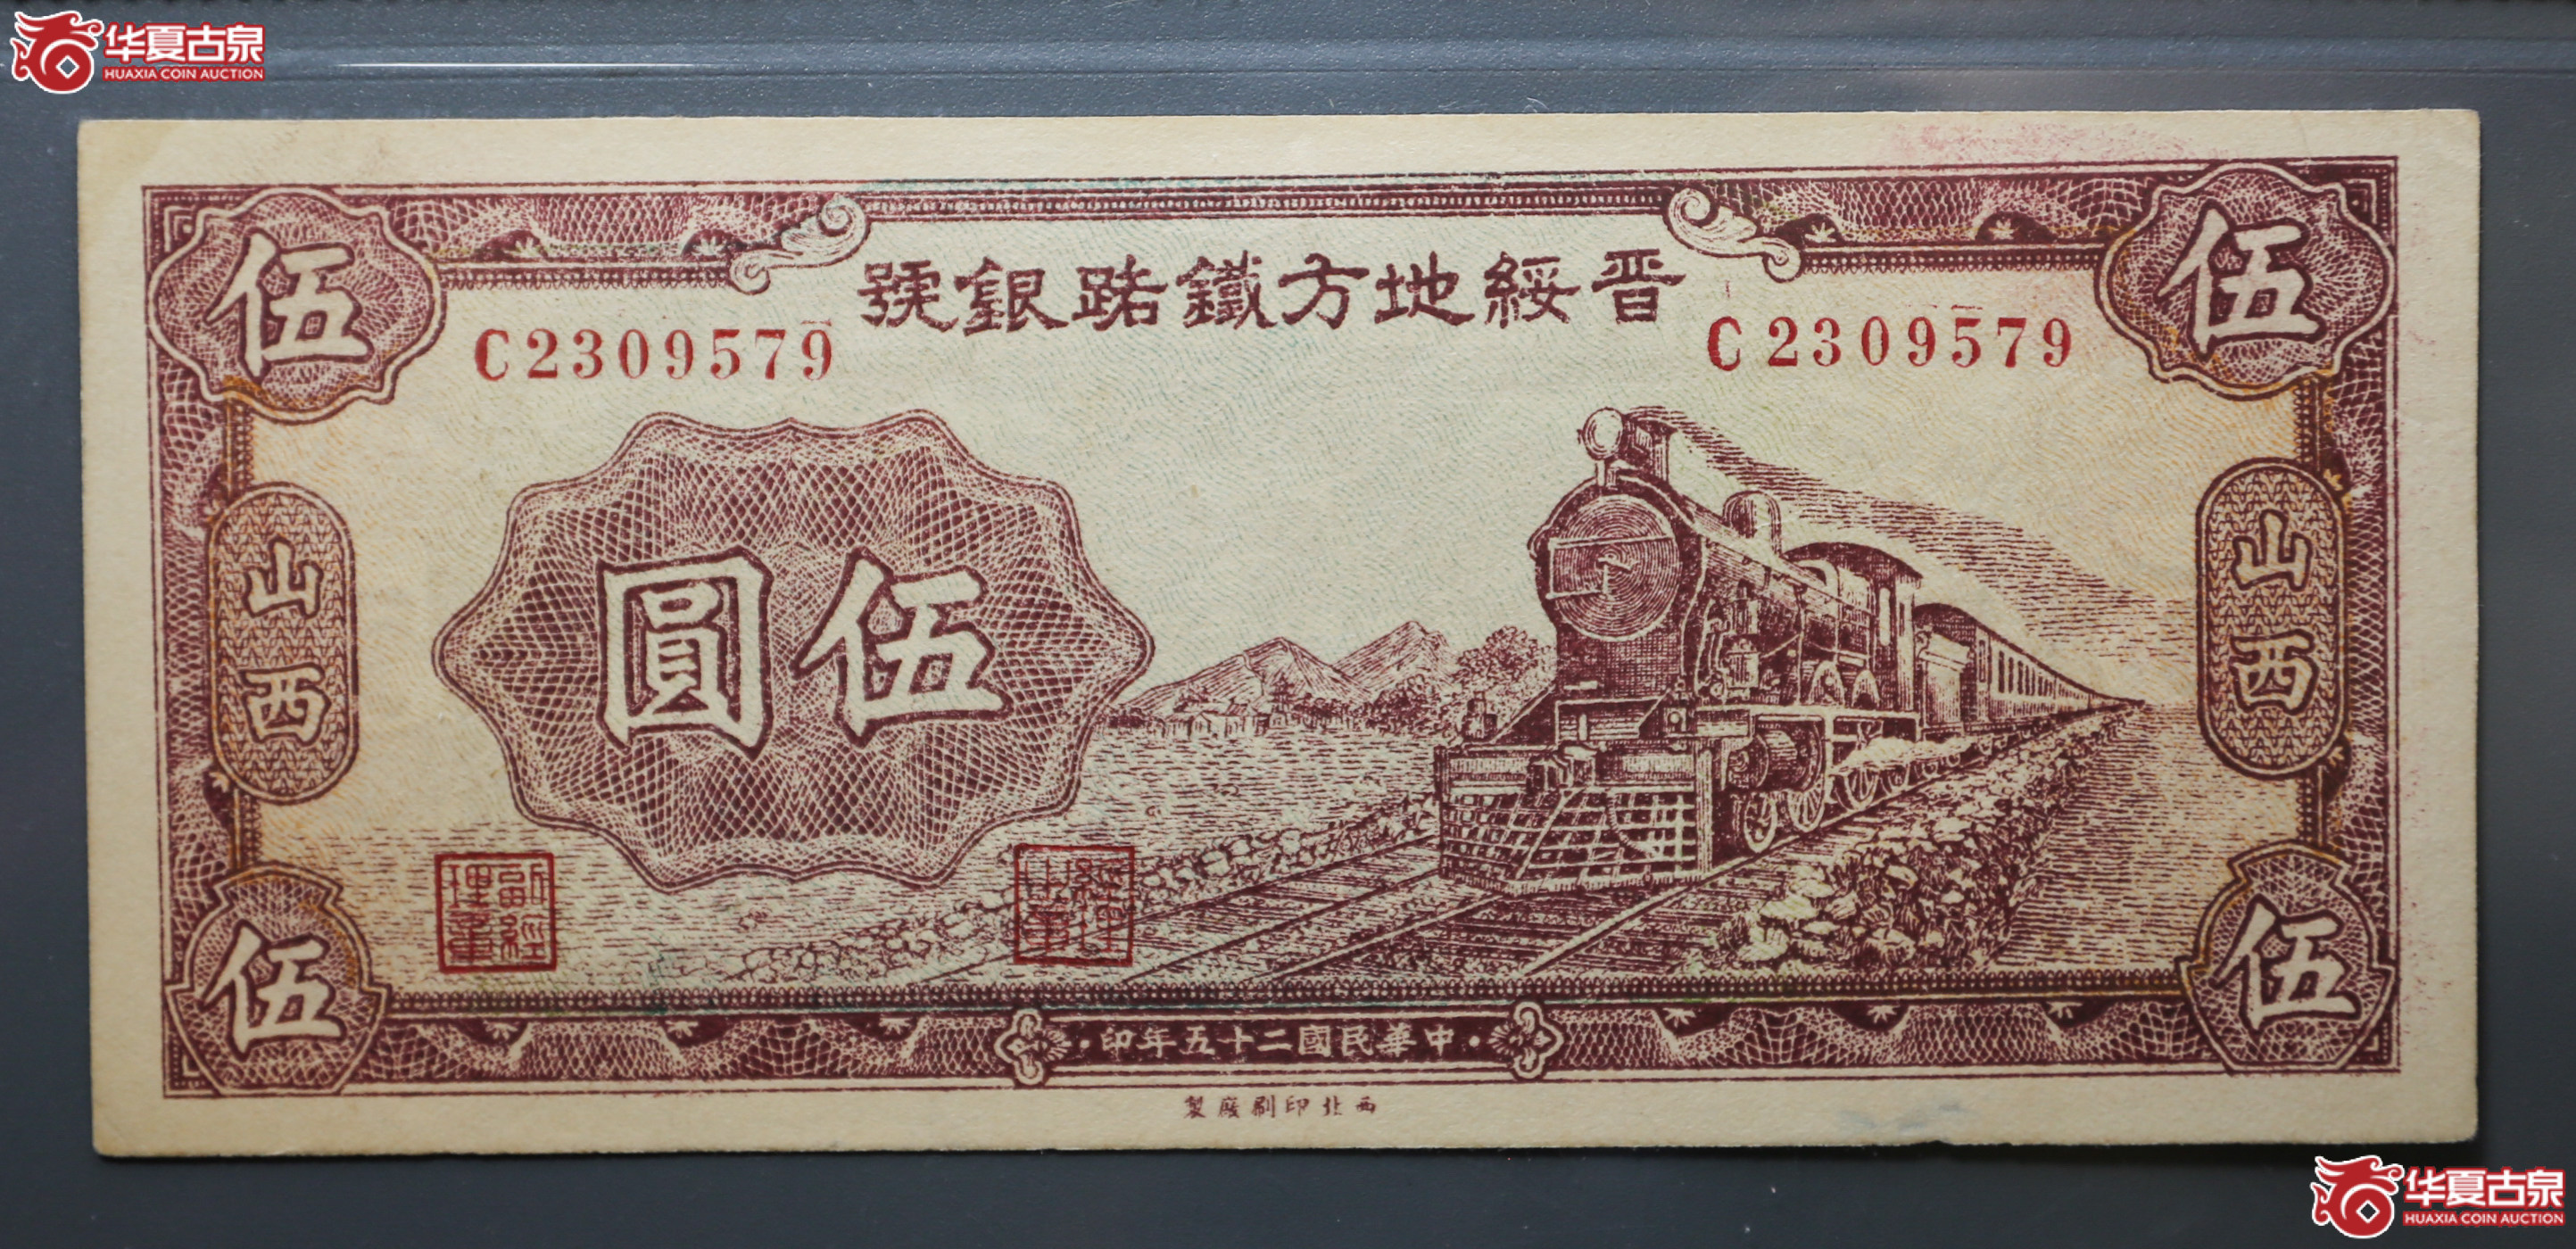 华夏古泉
HUAXIA COIN AUCTION
伍
伍
晉綏地方鐵路銀號
C2309579
C2309579
伍圓
山西
山西
副經理章
伍
伍
·中華民國二十五年印·
西北印刷廠製
华夏古泉
HUAXIA COIN AUCTION